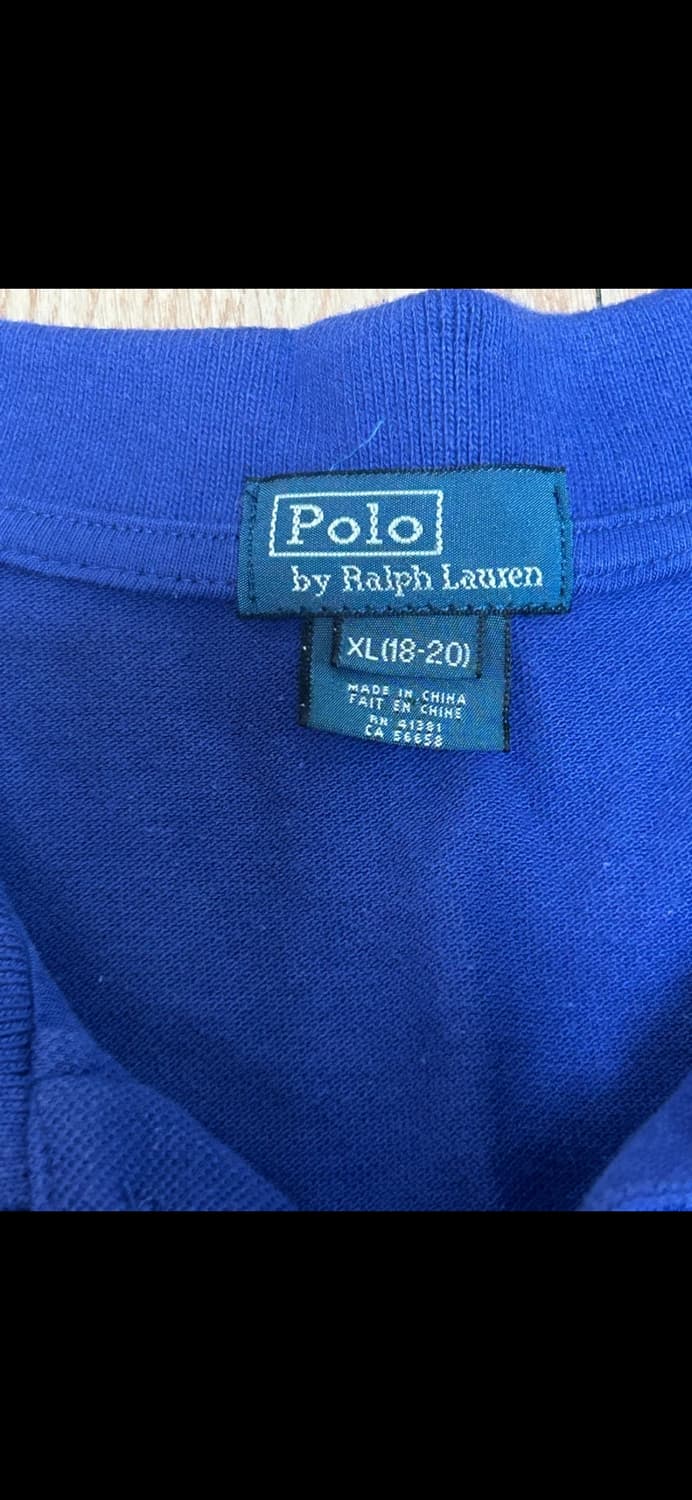 Polo
by Ralph Lauren
XL(18-20)
MADE IN CHINA
FAIT EN CHINE
RN 41381
CA 56658